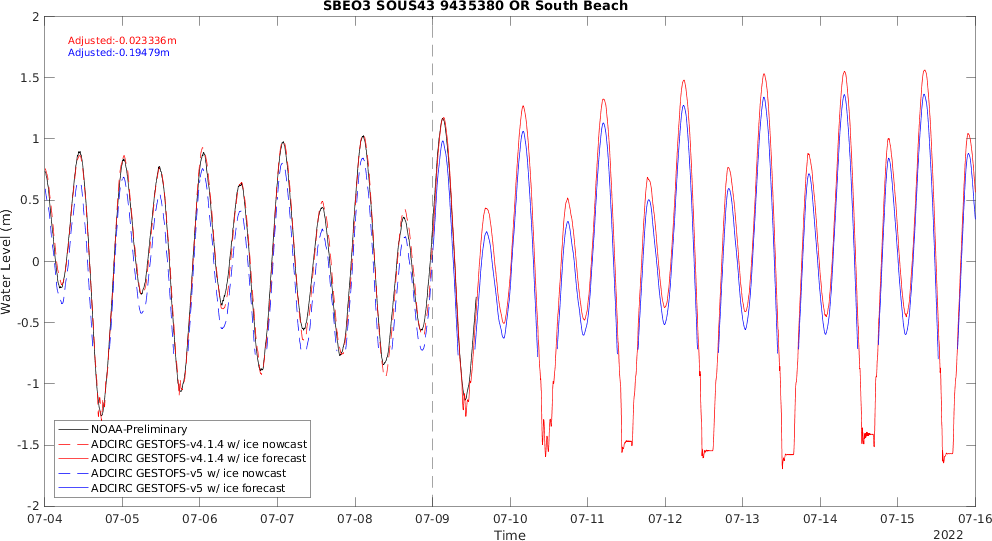 SBEO3 SOUS43 9435380 OR South Beach
Adjusted:-0.023336m
Adjusted:-0.19479m
2
1.5
1
0.5
0
-0.5
-1
-1.5
-2
Water Level (m)
NOAA-Preliminary
ADCIRC GESTOFS-v4.1.4 w/ ice nowcast
ADCIRC GESTOFS-v4.1.4 w/ ice forecast
ADCIRC GESTOFS-v5 w/ ice nowcast
ADCIRC GESTOFS-v5 w/ ice forecast
07-04 07-05 07-06 07-07 07-08 07-09 07-10 07-11 07-12 07-13 07-14 07-15 07-16
Time
2022